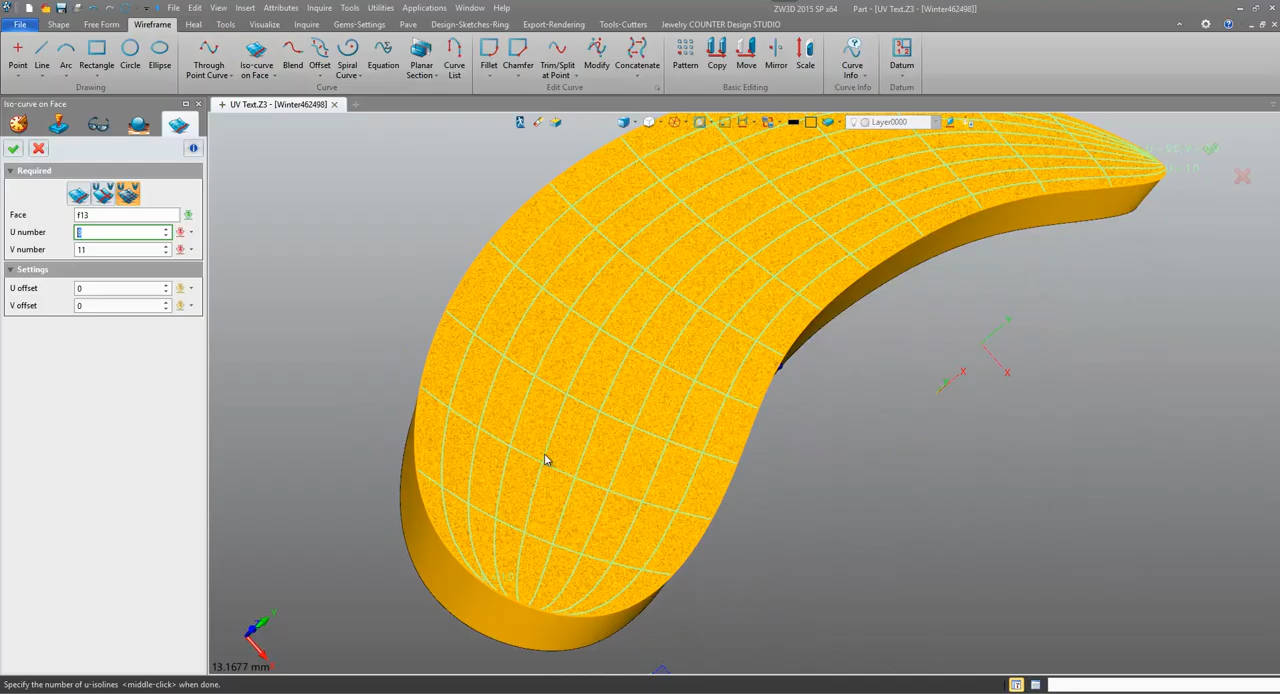 File Edit View Insert Attributes Inquire Tools Utilities Applications Window Help
ZW3D 2015 SP x64 Part - [UV Text.Z3 - [Winter462498]]
File Shape Free Form Wireframe Heal Tools Visualize Inquire Gems-Settings Pave Design-Sketches-Ring Export-Rendering Tools-Cutters Jewelry COUNTER Design STUDIO
Point Line Arc Rectangle Circle Ellipse
Through Point Curve Iso-curve on Face Blend Offset Spiral Curve Equation Planar Section Curve List
Fillet Chamfer Trim/Split at Point Modify Concatenate
Pattern Copy Move Mirror Scale
Curve Info
Datum
Drawing Curve Edit Curve Basic Editing Curve Info Datum
Iso-curve on Face
UV Text.Z3 - [Winter462498]
Layer0000
Required
Face f13
U number
V number 11
Settings
U offset 0
V offset 0
Y
X X
Y
X
13.1677 mm
Specify the number of u-isolines <middle-click> when done.